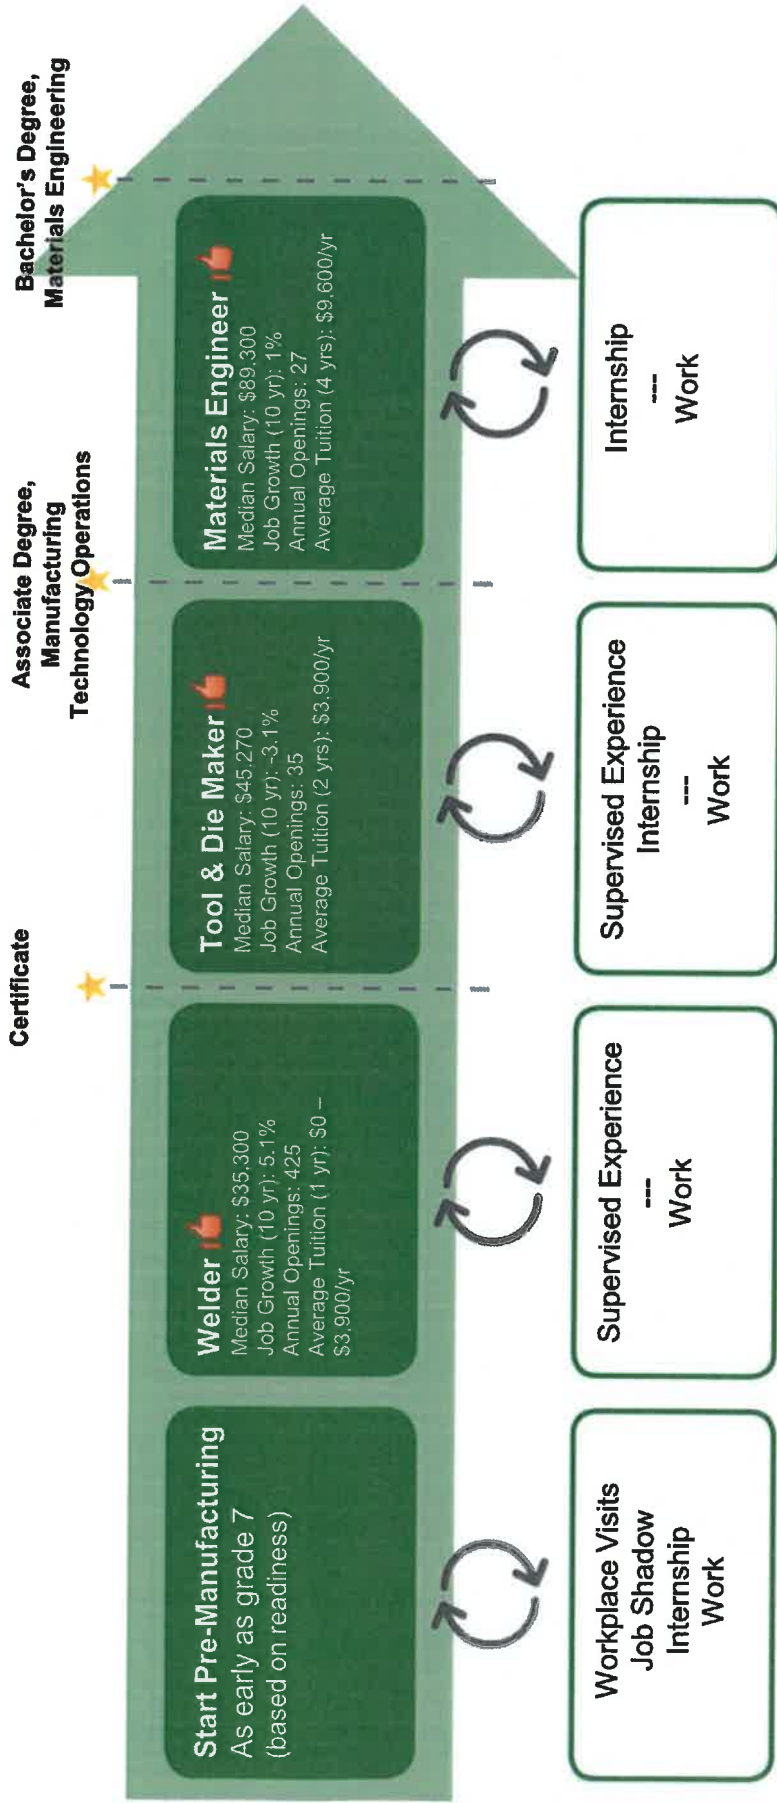 Certificate
Associate Degree,
Manufacturing
Technology Operations
Bachelor's Degree,
Materials Engineering
Start Pre-Manufacturing
As early as grade 7
(based on readiness)
Welder
Median Salary: $35,300
Job Growth (10 yr): 5.1%
Annual Openings: 425
Average Tuition (1 yr): $0 –
$3,900/yr
Tool & Die Maker
Median Salary: $45,270
Job Growth (10 yr): -3.1%
Annual Openings: 35
Average Tuition (2 yrs): $3,900/yr
Materials Engineer
Median Salary: $89,300
Job Growth (10 yr): 1%
Annual Openings: 27
Average Tuition (4 yrs): $9,600/yr
Workplace Visits
Job Shadow
Internship
Work
Supervised Experience
---
Work
Supervised Experience
Internship
---
Work
Internship
---
Work